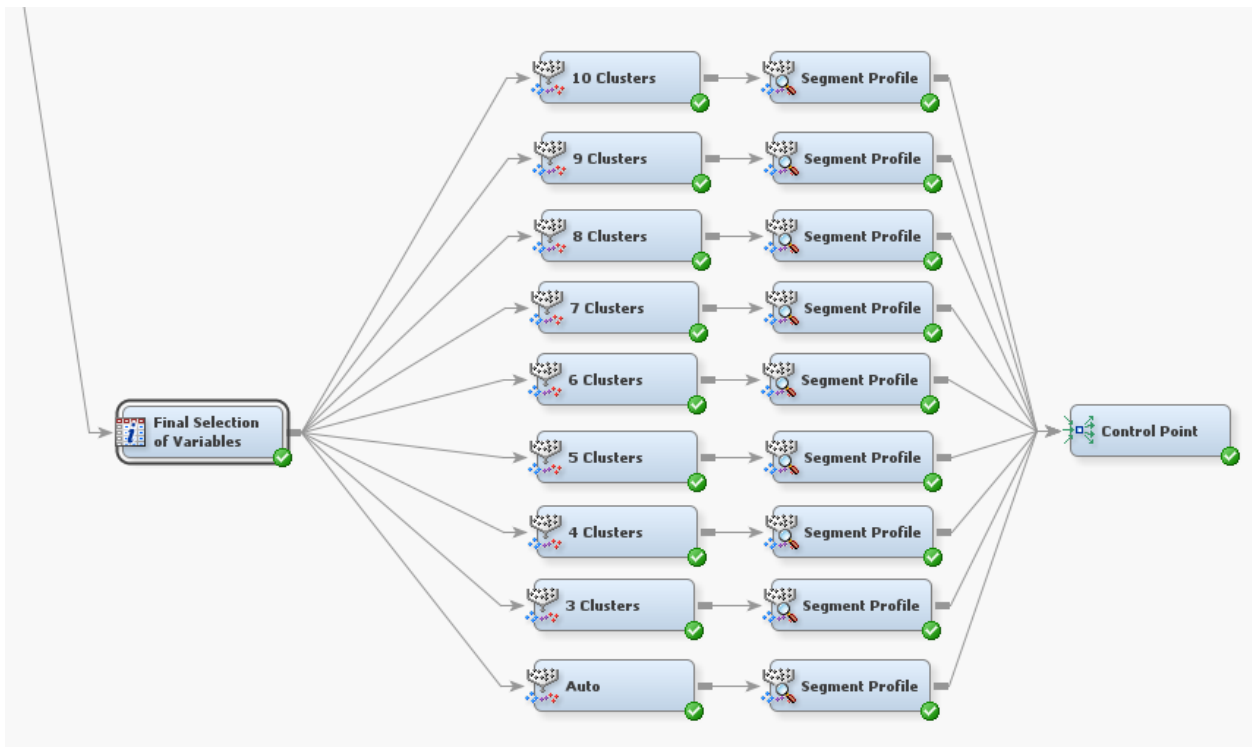 10 Clusters
Segment Profile
9 Clusters
Segment Profile
8 Clusters
Segment Profile
7 Clusters
Segment Profile
6 Clusters
Segment Profile
Final Selection
of Variables
Control Point
5 Clusters
Segment Profile
4 Clusters
Segment Profile
3 Clusters
Segment Profile
Auto
Segment Profile